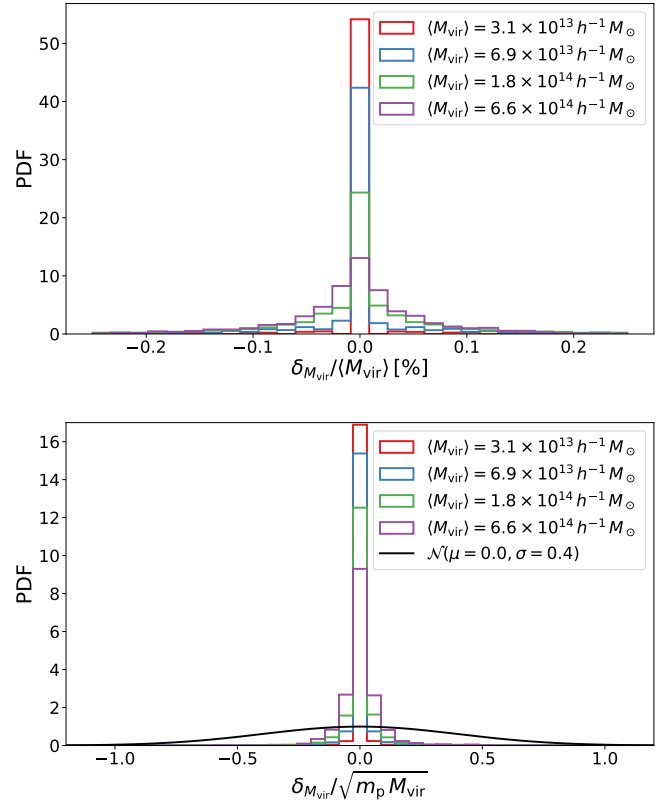 50
40
30
20
10
0
PDF
⟨M_vir⟩ = 3.1 × 10^13 h^−1 M_⊙
⟨M_vir⟩ = 6.9 × 10^13 h^−1 M_⊙
⟨M_vir⟩ = 1.8 × 10^14 h^−1 M_⊙
⟨M_vir⟩ = 6.6 × 10^14 h^−1 M_⊙
−0.2 −0.1 0.0 0.1 0.2
δ_M_vir/⟨M_vir⟩ [%]
16
14
12
10
8
6
4
2
0
PDF
⟨M_vir⟩ = 3.1 × 10^13 h^−1 M_⊙
⟨M_vir⟩ = 6.9 × 10^13 h^−1 M_⊙
⟨M_vir⟩ = 1.8 × 10^14 h^−1 M_⊙
⟨M_vir⟩ = 6.6 × 10^14 h^−1 M_⊙
𝒩(μ = 0.0, σ = 0.4)
−1.0 −0.5 0.0 0.5 1.0
δ_M_vir/√(m_p M_vir)